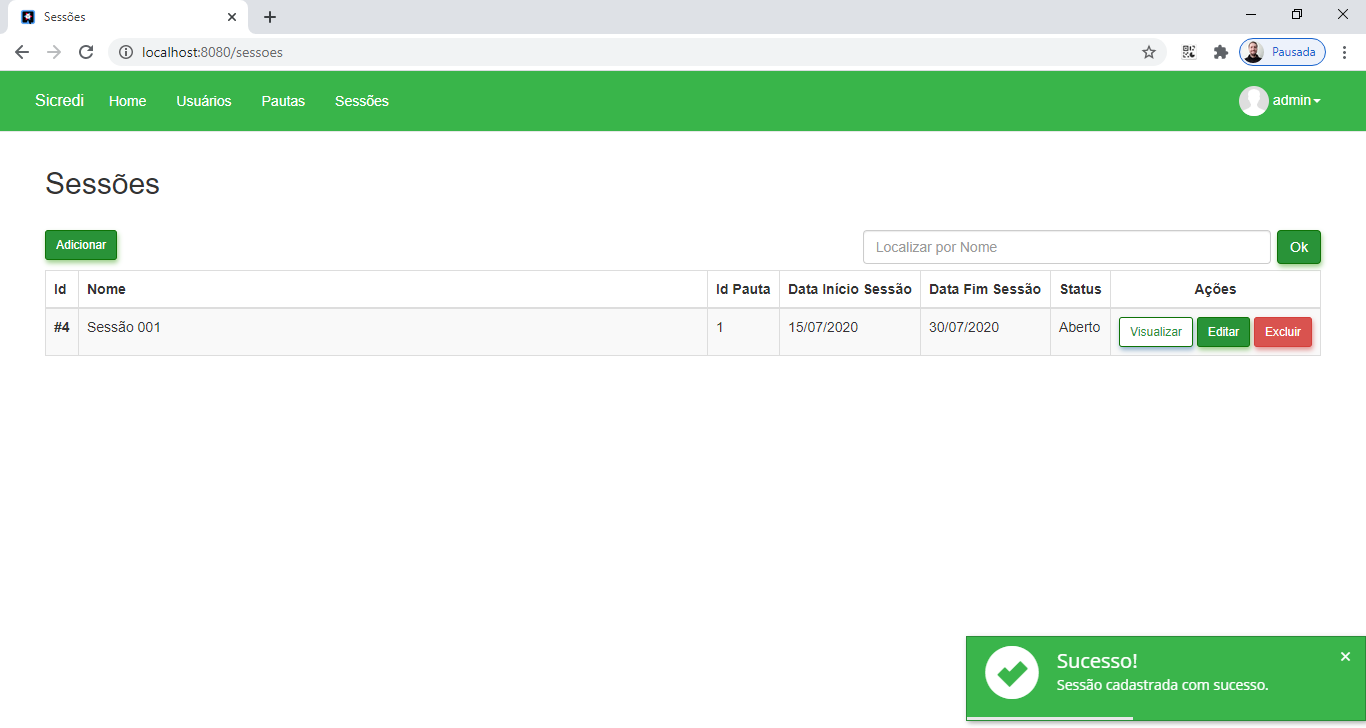 Sessões
localhost:8080/sessoes
Pausada
Sicredi Home Usuários Pautas Sessões admin
Sessões
Adicionar Localizar por Nome Ok
Id Nome Id Pauta Data Início Sessão Data Fim Sessão Status Ações
#4 Sessão 001 1 15/07/2020 30/07/2020 Aberto Visualizar Editar Excluir
Sucesso!
Sessão cadastrada com sucesso.